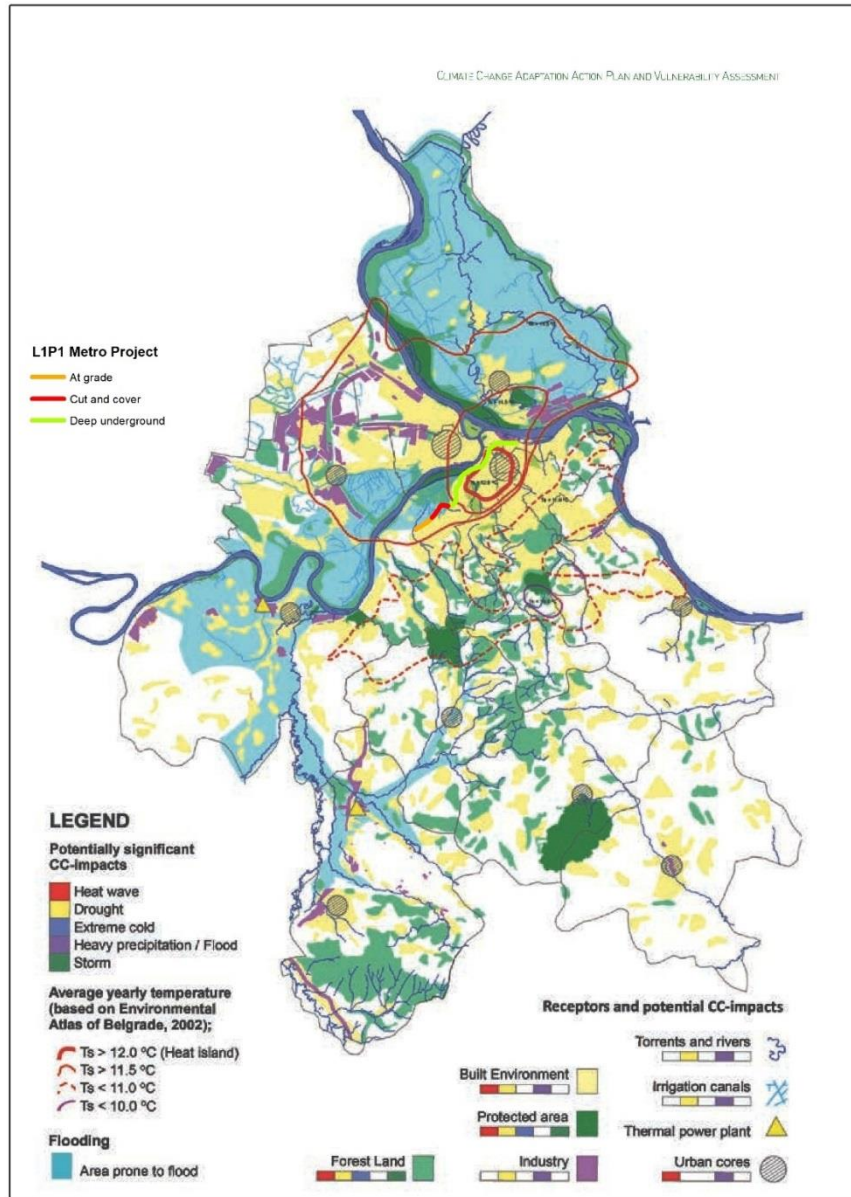 CLIMATE CHANGE ADAPTATION ACTION PLAN AND VULNERABILITY ASSESSMENT
L1P1 Metro Project
At grade
Cut and cover
Deep underground
LEGEND
Potentially significant
CC-impacts
Heat wave
Drought
Extreme cold
Heavy precipitation / Flood
Storm
Average yearly temperature
(based on Environmental
Atlas of Belgrade, 2002);
Ts > 12.0 ºC (Heat island)
Ts > 11.5 ºC
Ts < 11.0 ºC
Ts < 10.0 ºC
Flooding
Area prone to flood
Receptors and potential CC-impacts
Torrents and rivers
Built Environment
Irrigation canals
Protected area
Thermal power plant
Forest Land
Industry
Urban cores